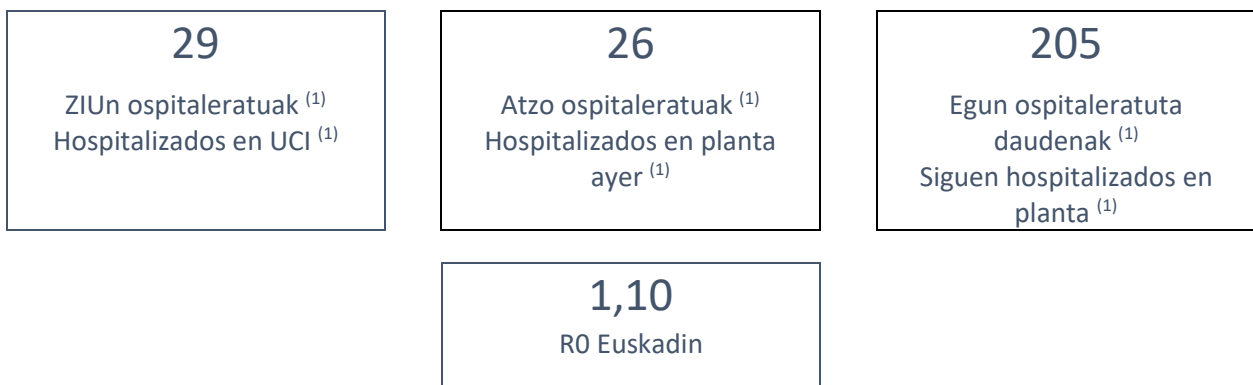 29
ZIUn ospitaleratuak (1)
Hospitalizados en UCI (1)
26
Atzo ospitaleratuak (1)
Hospitalizados en planta
ayer (1)
205
Egun ospitaleratuta
daudenak (1)
Siguen hospitalizados en
planta (1)
1,10
R0 Euskadin